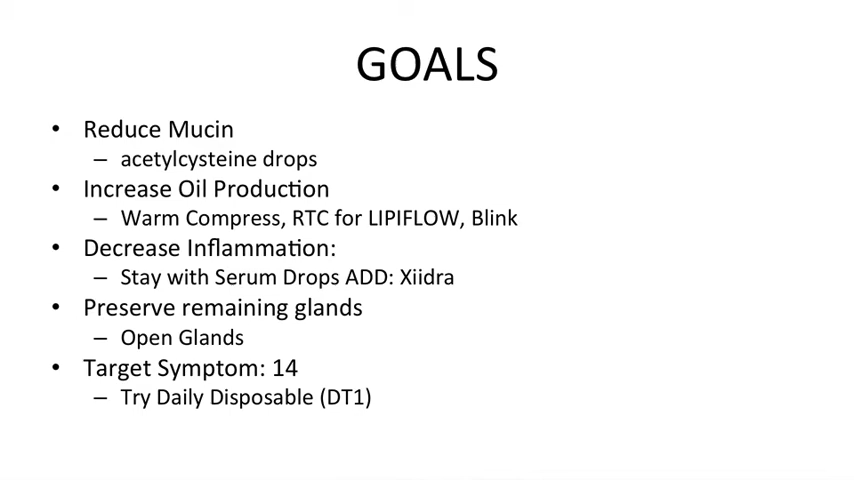 GOALS
• Reduce Mucin
– acetylcysteine drops
• Increase Oil Production
– Warm Compress, RTC for LIPIFLOW, Blink
• Decrease Inflammation:
– Stay with Serum Drops ADD: Xiidra
• Preserve remaining glands
– Open Glands
• Target Symptom: 14
– Try Daily Disposable (DT1)